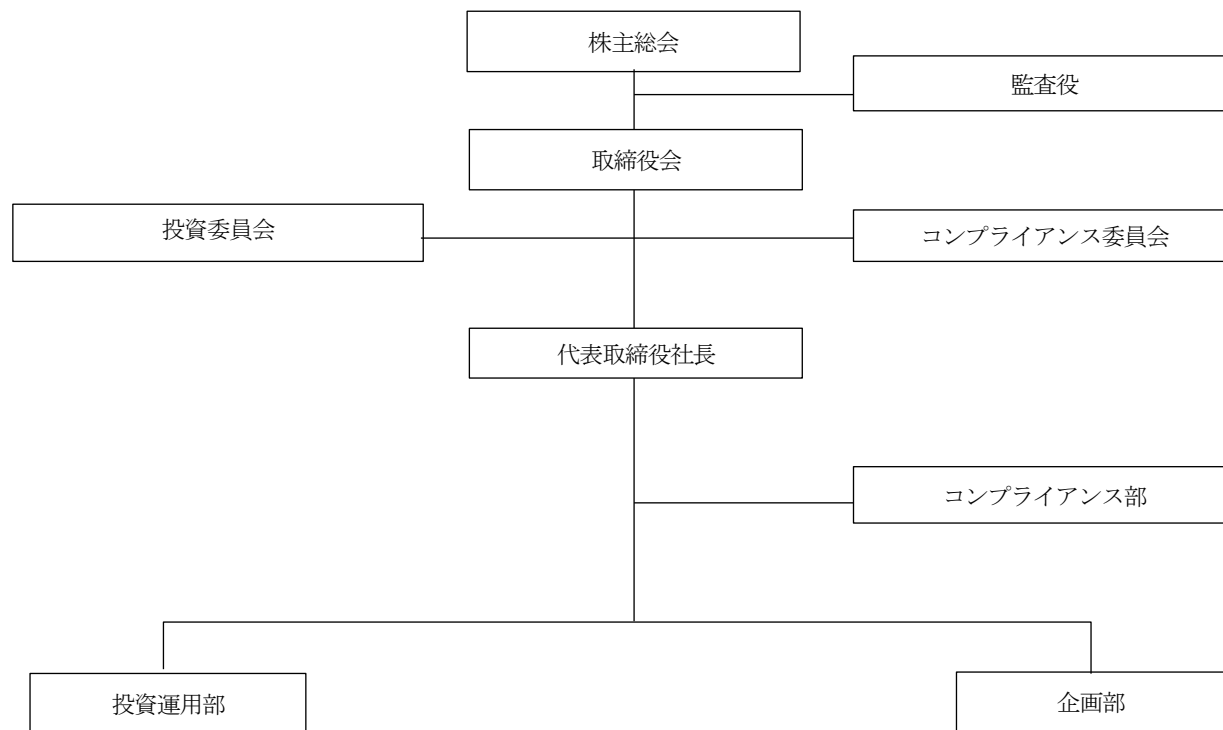 株主総会
監査役
取締役会
投資委員会
コンプライアンス委員会
代表取締役社長
コンプライアンス部
投資運用部
企画部